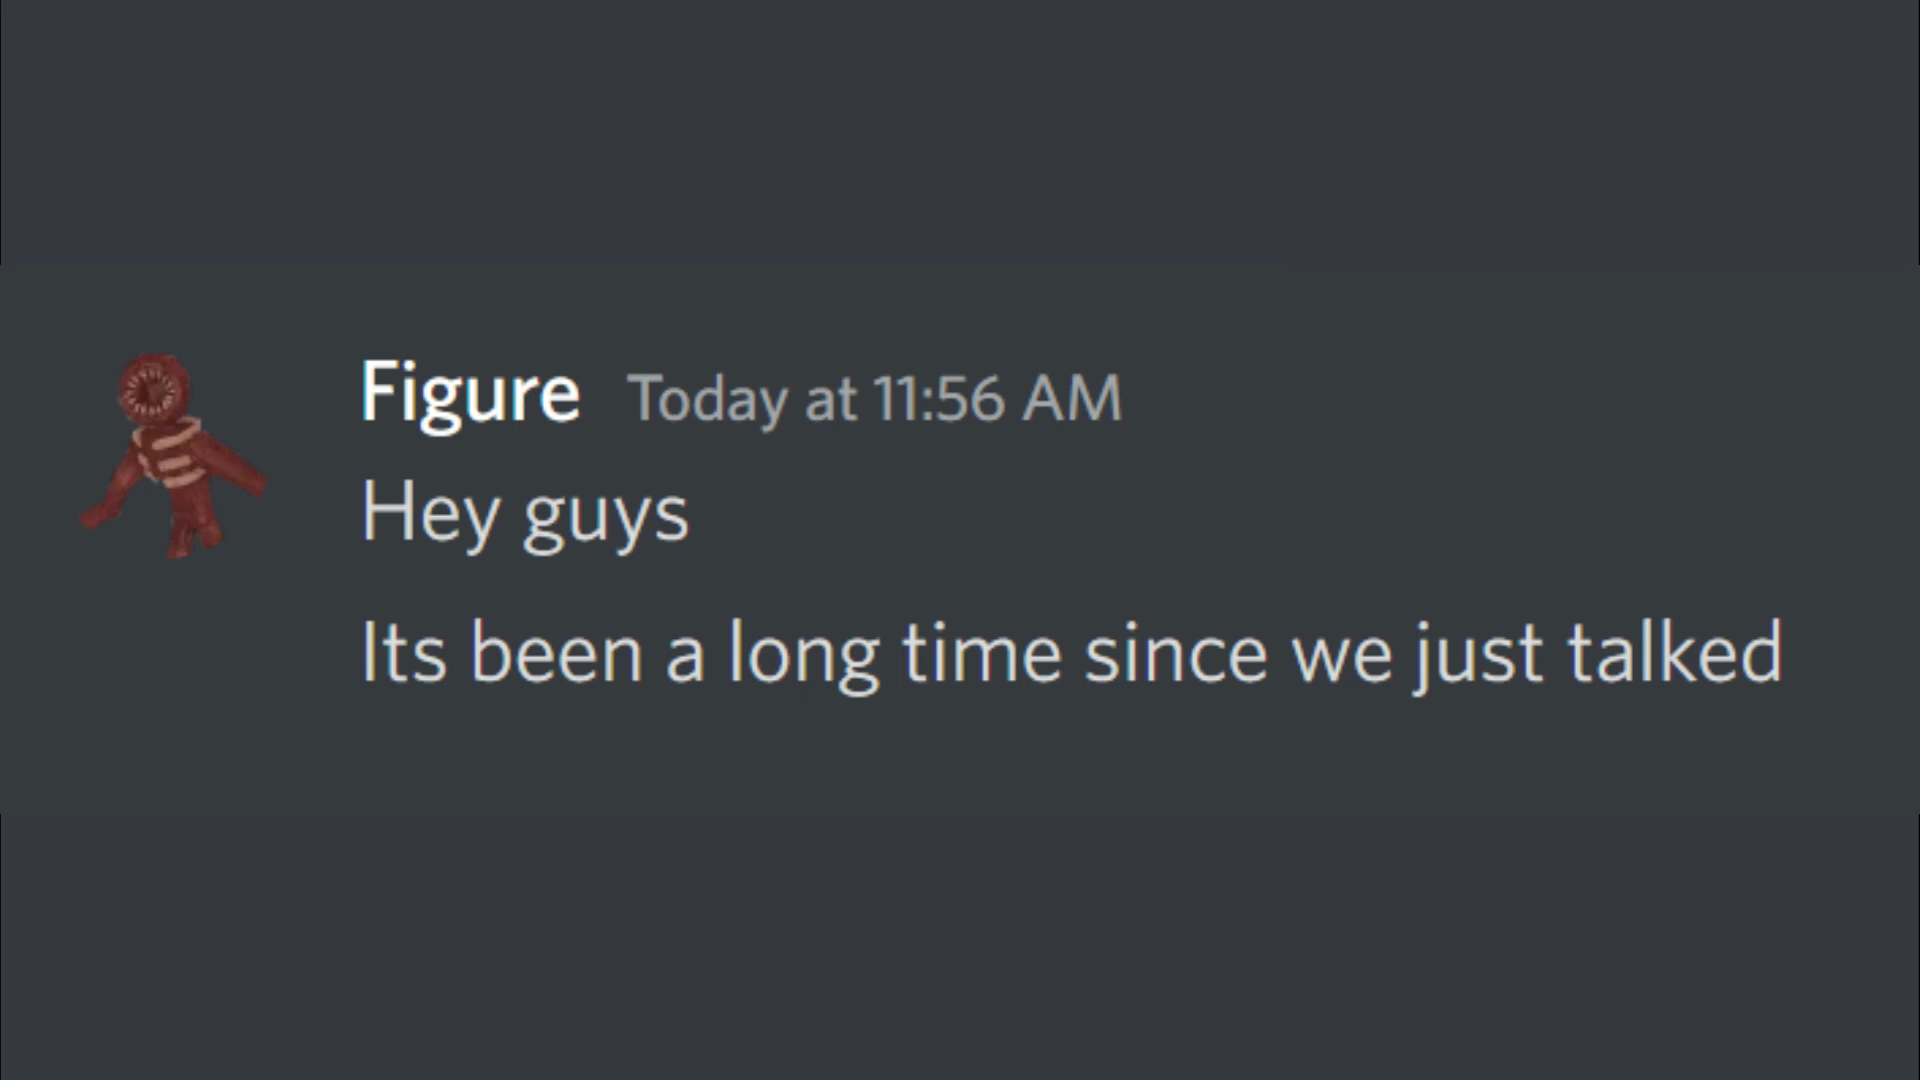 Figure Today at 11:56 AM
Hey guys
Its been a long time since we just talked